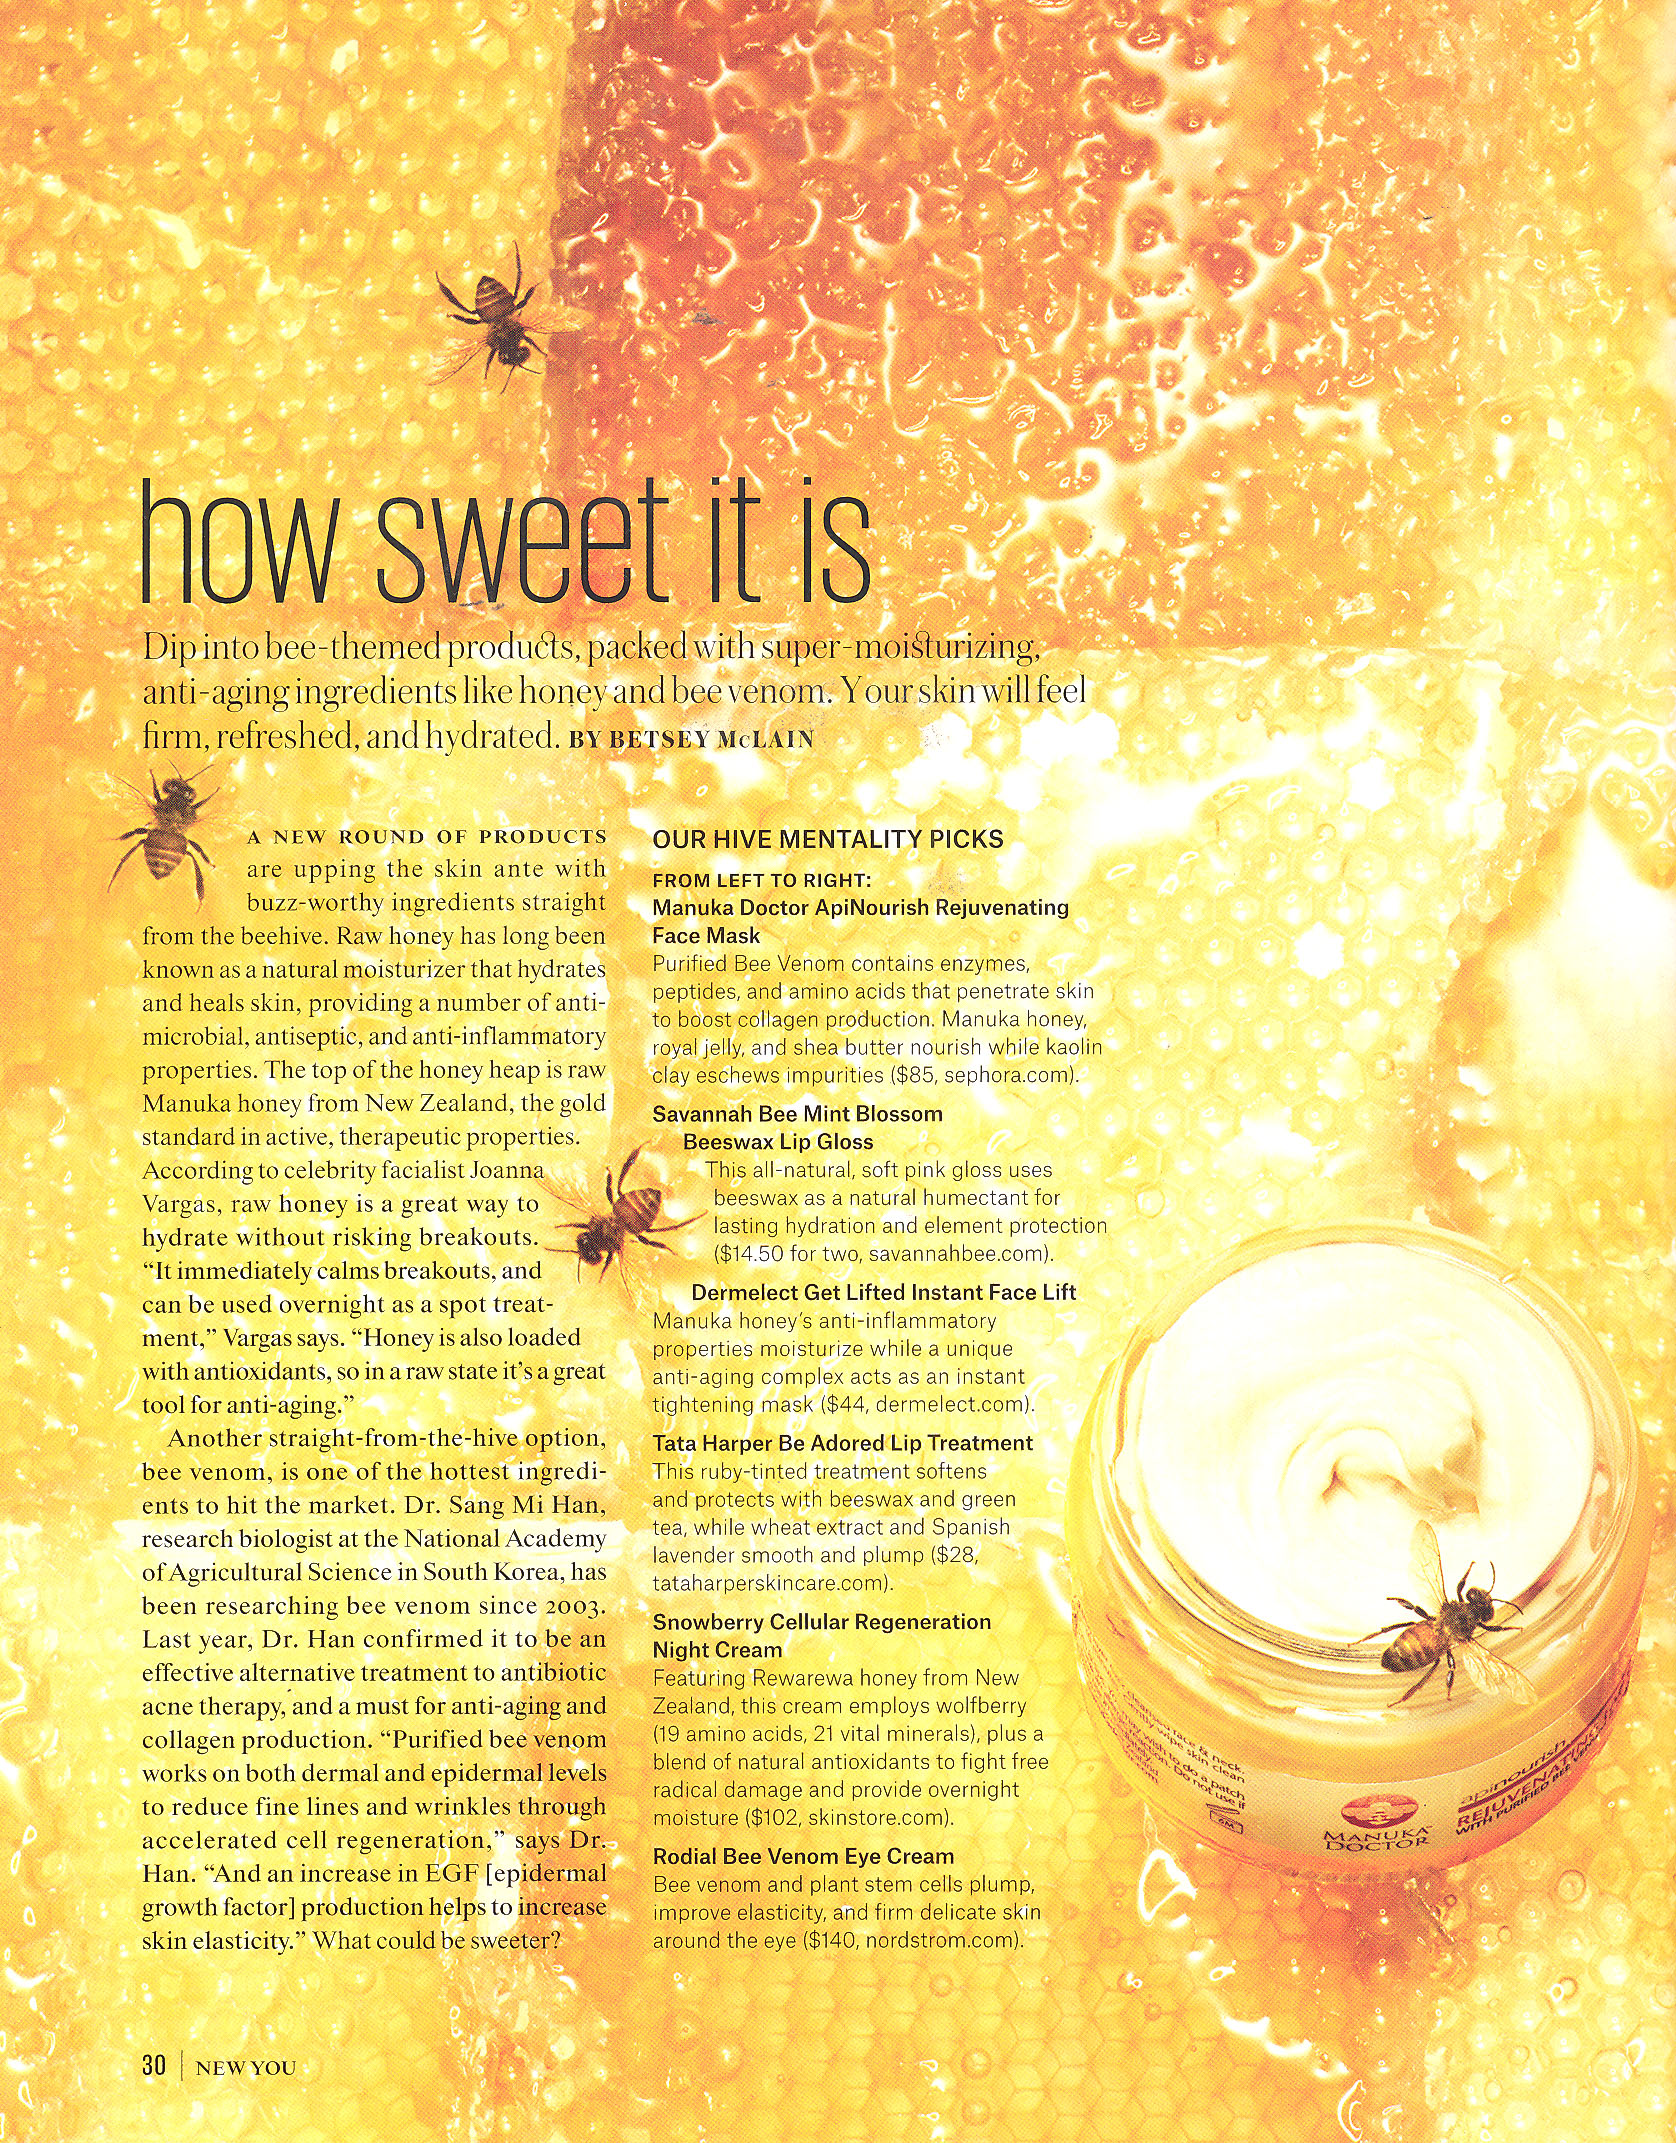 how sweet it is
Dip into bee-themed products, packed with super-moisturizing,
anti-aging ingredients like honey and bee venom. Your skin will feel
firm, refreshed, and hydrated. BY BETSEY McLAIN
A NEW ROUND OF PRODUCTS
are upping the skin ante with
buzz-worthy ingredients straight
from the beehive. Raw honey has long been
known as a natural moisturizer that hydrates
and heals skin, providing a number of anti-
microbial, antiseptic, and anti-inflammatory
properties. The top of the honey heap is raw
Manuka honey from New Zealand, the gold
standard in active, therapeutic properties.
According to celebrity facialist Joanna
Vargas, raw honey is a great way to
hydrate without risking breakouts.
“It immediately calms breakouts, and
can be used overnight as a spot treat-
ment,” Vargas says. “Honey is also loaded
with antioxidants, so in a raw state it’s a great
tool for anti-aging.”
Another straight-from-the-hive option,
bee venom, is one of the hottest ingredi-
ents to hit the market. Dr. Sang Mi Han,
research biologist at the National Academy
of Agricultural Science in South Korea, has
been researching bee venom since 2003.
Last year, Dr. Han confirmed it to be an
effective alternative treatment to antibiotic
acne therapy, and a must for anti-aging and
collagen production. “Purified bee venom
works on both dermal and epidermal levels
to reduce fine lines and wrinkles through
accelerated cell regeneration,” says Dr.
Han. “And an increase in EGF [epidermal
growth factor] production helps to increase
skin elasticity.” What could be sweeter?
OUR HIVE MENTALITY PICKS
FROM LEFT TO RIGHT:
Manuka Doctor ApiNourish Rejuvenating
Face Mask
Purified Bee Venom contains enzymes,
peptides, and amino acids that penetrate skin
to boost collagen production. Manuka honey,
royal jelly, and shea butter nourish while kaolin
clay eschews impurities ($85, sephora.com).
Savannah Bee Mint Blossom
Beeswax Lip Gloss
This all-natural, soft pink gloss uses
beeswax as a natural humectant for
lasting hydration and element protection
($14.50 for two, savannahbee.com).
Dermelect Get Lifted Instant Face Lift
Manuka honey’s anti-inflammatory
properties moisturize while a unique
anti-aging complex acts as an instant
tightening mask ($44, dermelect.com).
Tata Harper Be Adored Lip Treatment
This ruby-tinted treatment softens
and protects with beeswax and green
tea, while wheat extract and Spanish
lavender smooth and plump ($28,
tataharperskincare.com).
Snowberry Cellular Regeneration
Night Cream
Featuring Rewarewa honey from New
Zealand, this cream employs wolfberry
(19 amino acids, 21 vital minerals), plus a
blend of natural antioxidants to fight free
radical damage and provide overnight
moisture ($102, skinstore.com).
Rodial Bee Venom Eye Cream
Bee venom and plant stem cells plump,
improve elasticity, and firm delicate skin
around the eye ($140, nordstrom.com).
face & neck
wipe skin clean
wish to do a patch
Do not use if
6M
MANUKA
DOCTOR
apinourish
REJUVENATING
WITH PURIFIED BEE
30 | NEW YOU